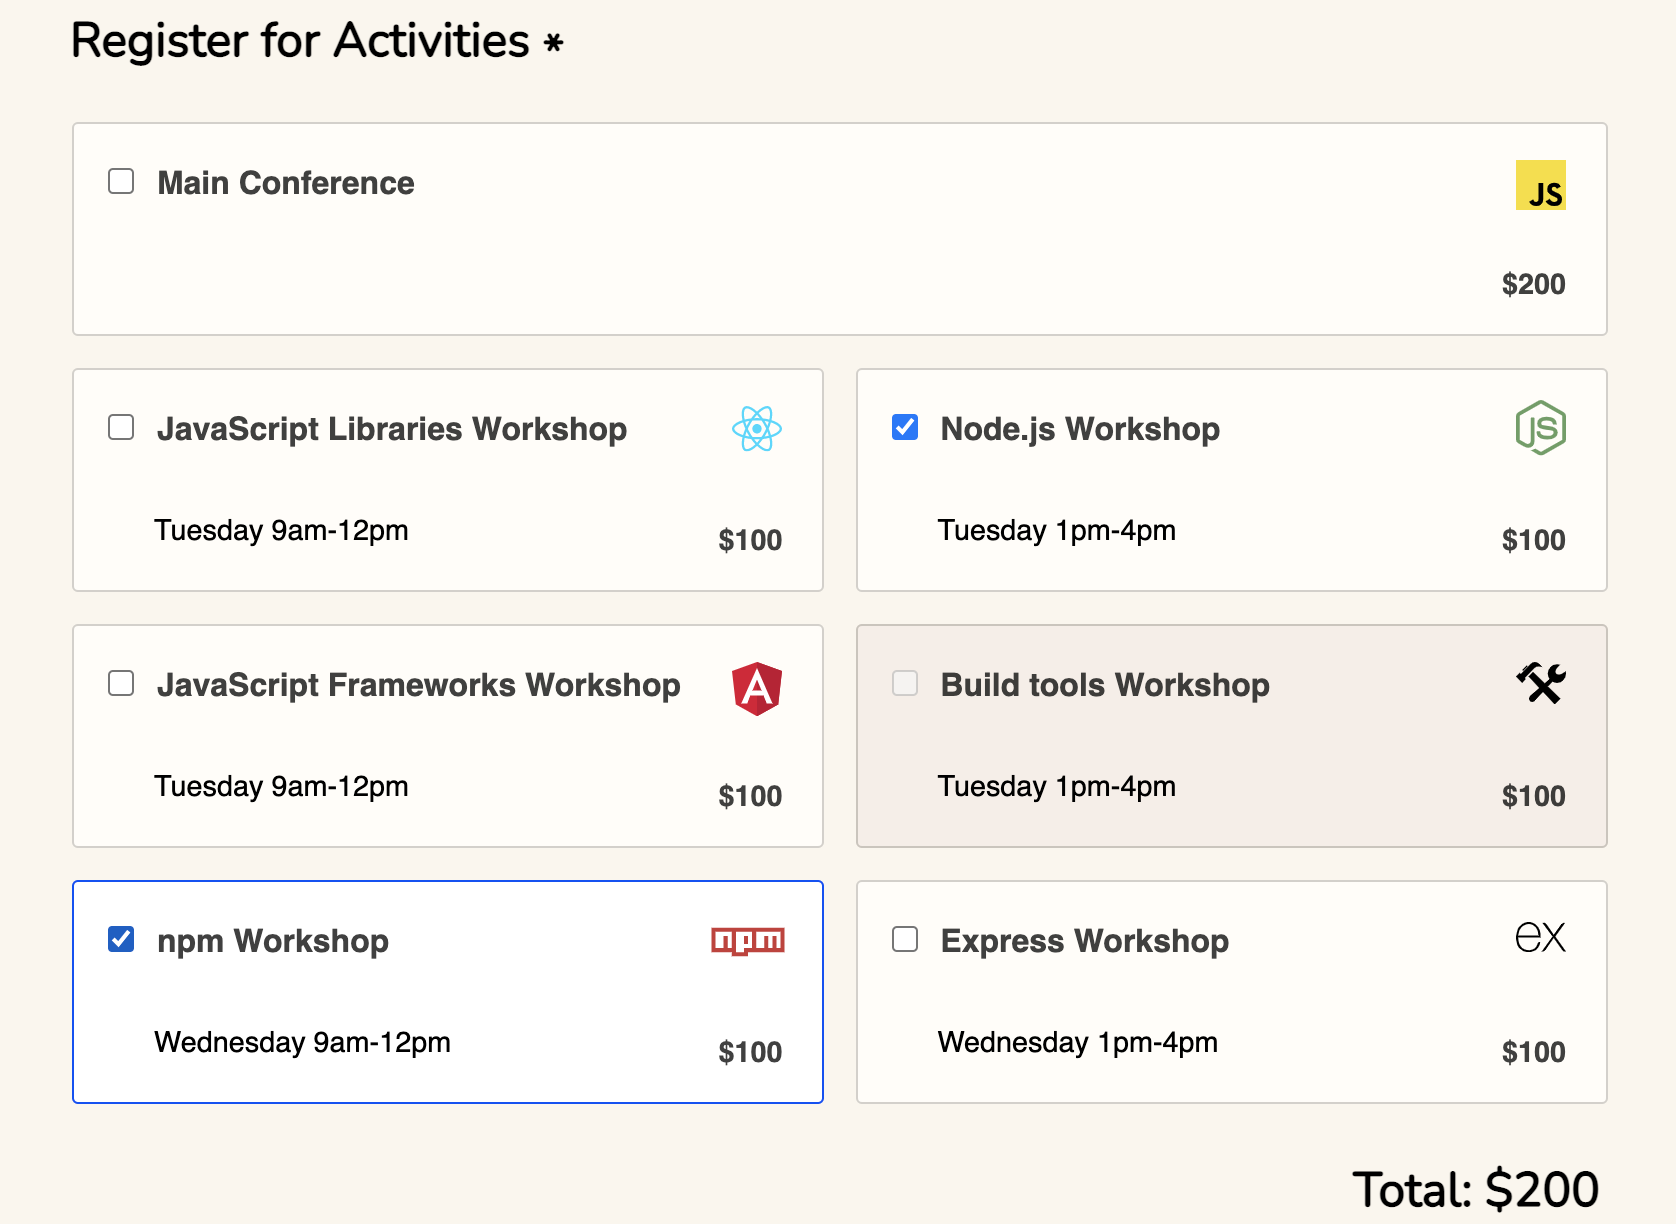 Register for Activities *
Main Conference
JS
$200
JavaScript Libraries Workshop
Tuesday 9am-12pm
$100
Node.js Workshop
JS
Tuesday 1pm-4pm
$100
JavaScript Frameworks Workshop
A
Tuesday 9am-12pm
$100
Build tools Workshop
Tuesday 1pm-4pm
$100
npm Workshop
npm
Wednesday 9am-12pm
$100
Express Workshop
ex
Wednesday 1pm-4pm
$100
Total: $200